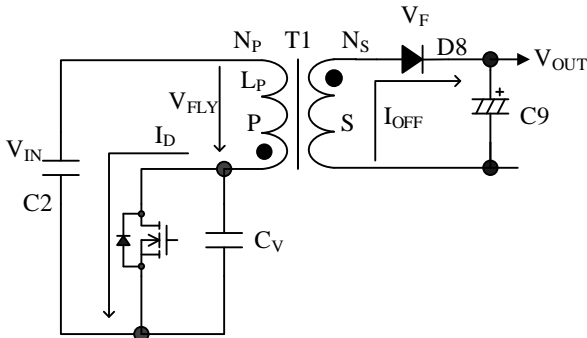 V_F
N_P T1 N_S D8
V_OUT
L_P
V_FLY
I_D
P S I_OFF
+
C9
V_IN
C2
C_V